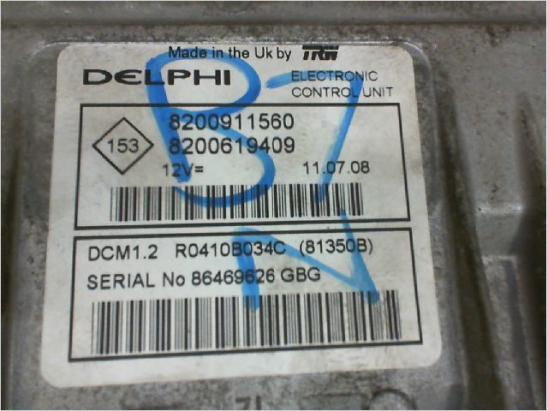 Made in the Uk by TRW
DELPHI ELECTRONIC
CONTROL UNIT
153
8200911560
8200619409
12V= 11.07.08
DCM1.2 R0410B034C (81350B)
SERIAL No 86469626 GBG